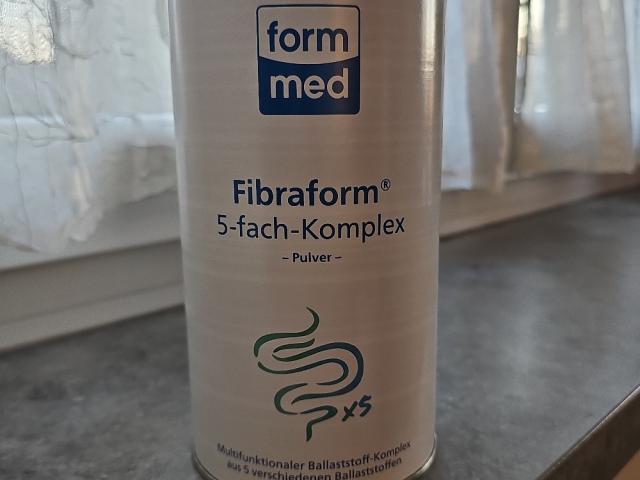 form
med
Fibraform®
5-fach-Komplex
– Pulver –
x5
Multifunktionaler Ballaststoff-Komplex
aus 5 verschiedenen Ballaststoffen